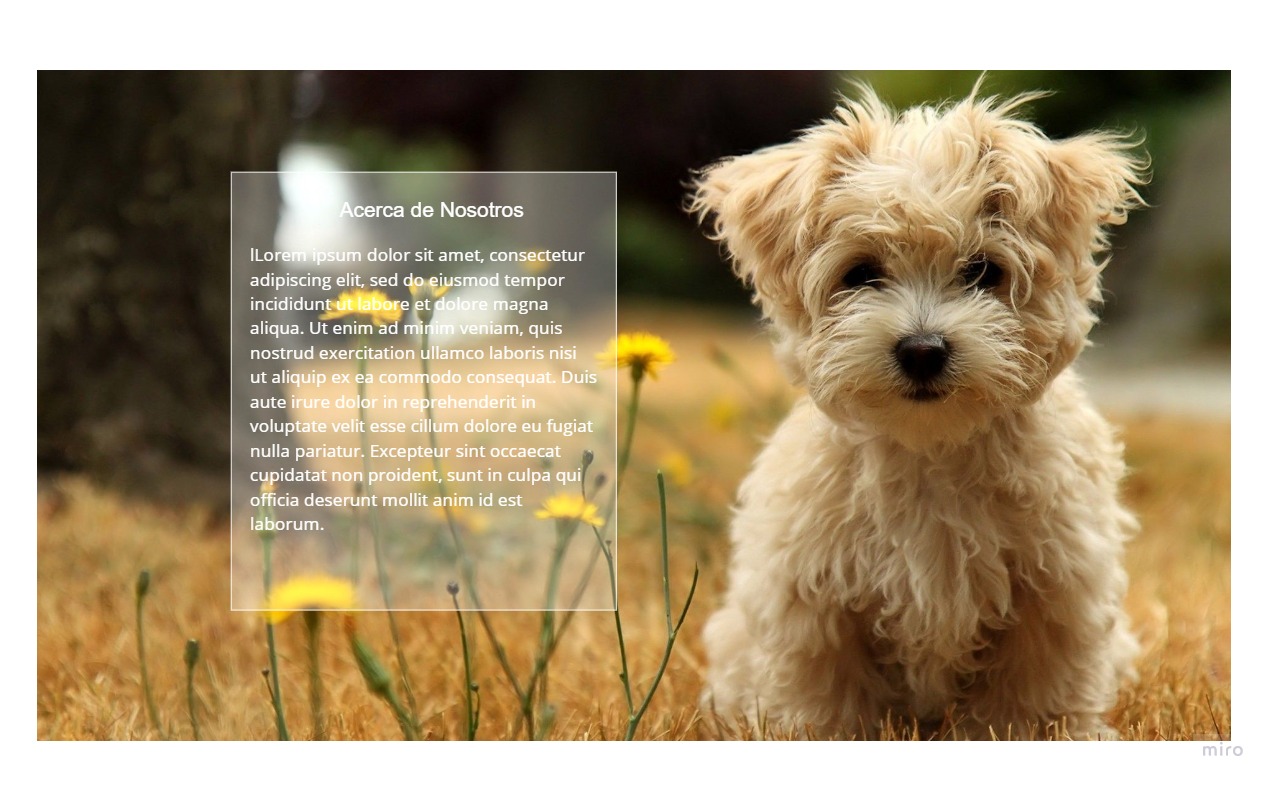 Acerca de Nosotros
lLorem ipsum dolor sit amet, consectetur
adipiscing elit, sed do eiusmod tempor
incididunt ut labore et dolore magna
aliqua. Ut enim ad minim veniam, quis
nostrud exercitation ullamco laboris nisi
ut aliquip ex ea commodo consequat. Duis
aute irure dolor in reprehenderit in
voluptate velit esse cillum dolore eu fugiat
nulla pariatur. Excepteur sint occaecat
cupidatat non proident, sunt in culpa qui
officia deserunt mollit anim id est
laborum.
miro